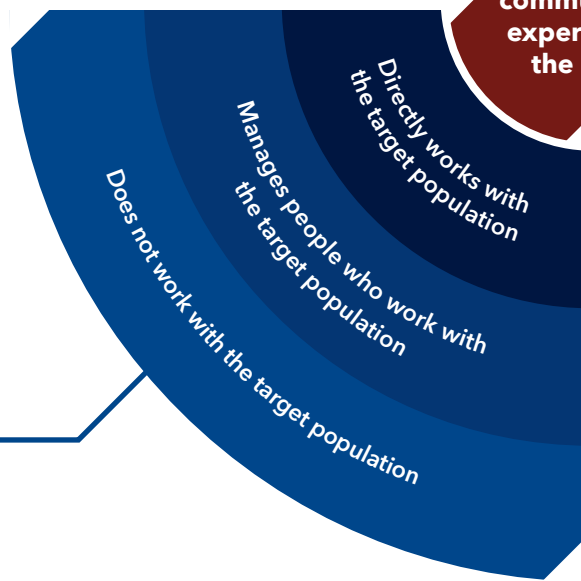 the
Directly works with
the target population
Manages people who work with
the target population
Does not work with the target population